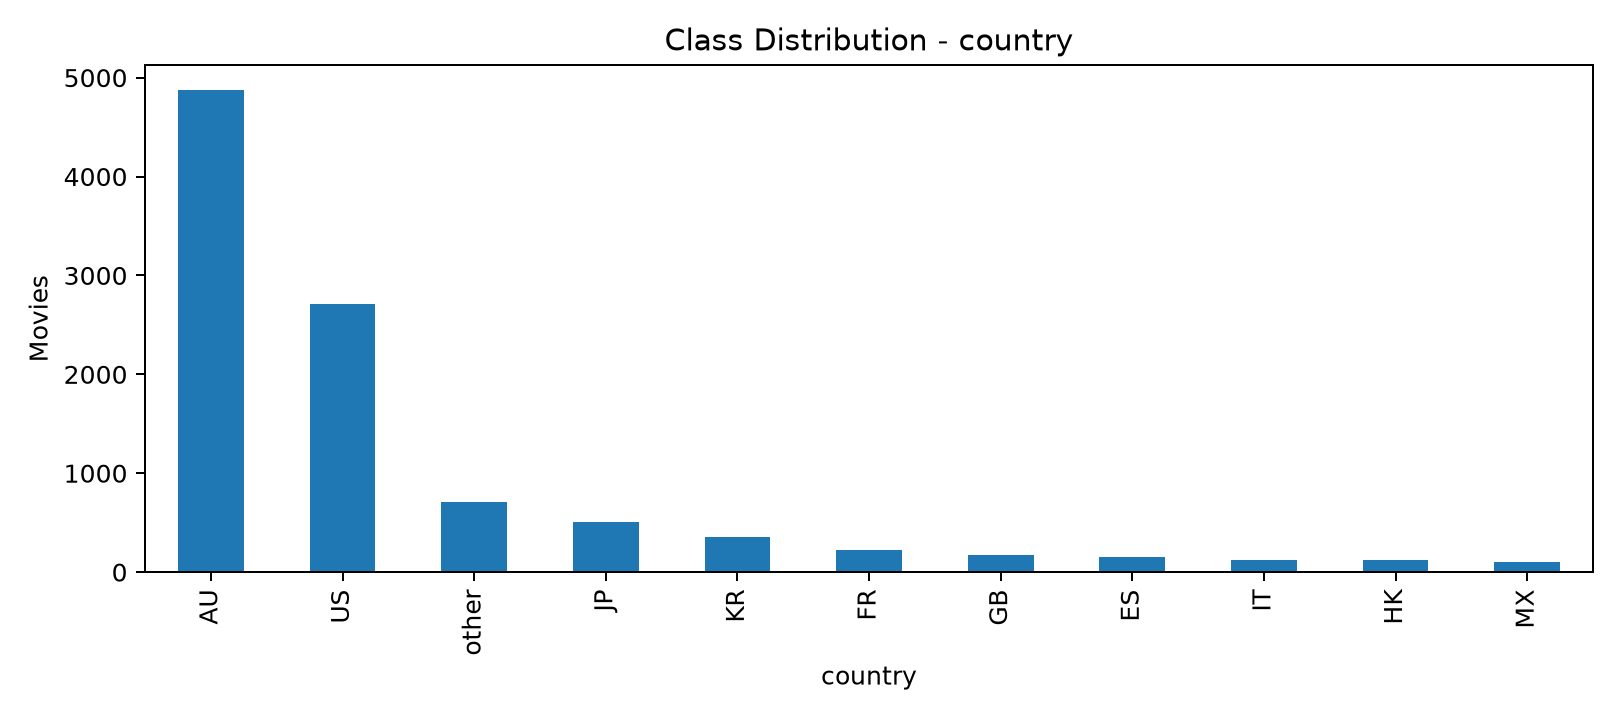 Class Distribution - country
5000
4000
3000
2000
1000
0
Movies
AU
US
other
JP
KR
FR
GB
ES
IT
HK
MX
country